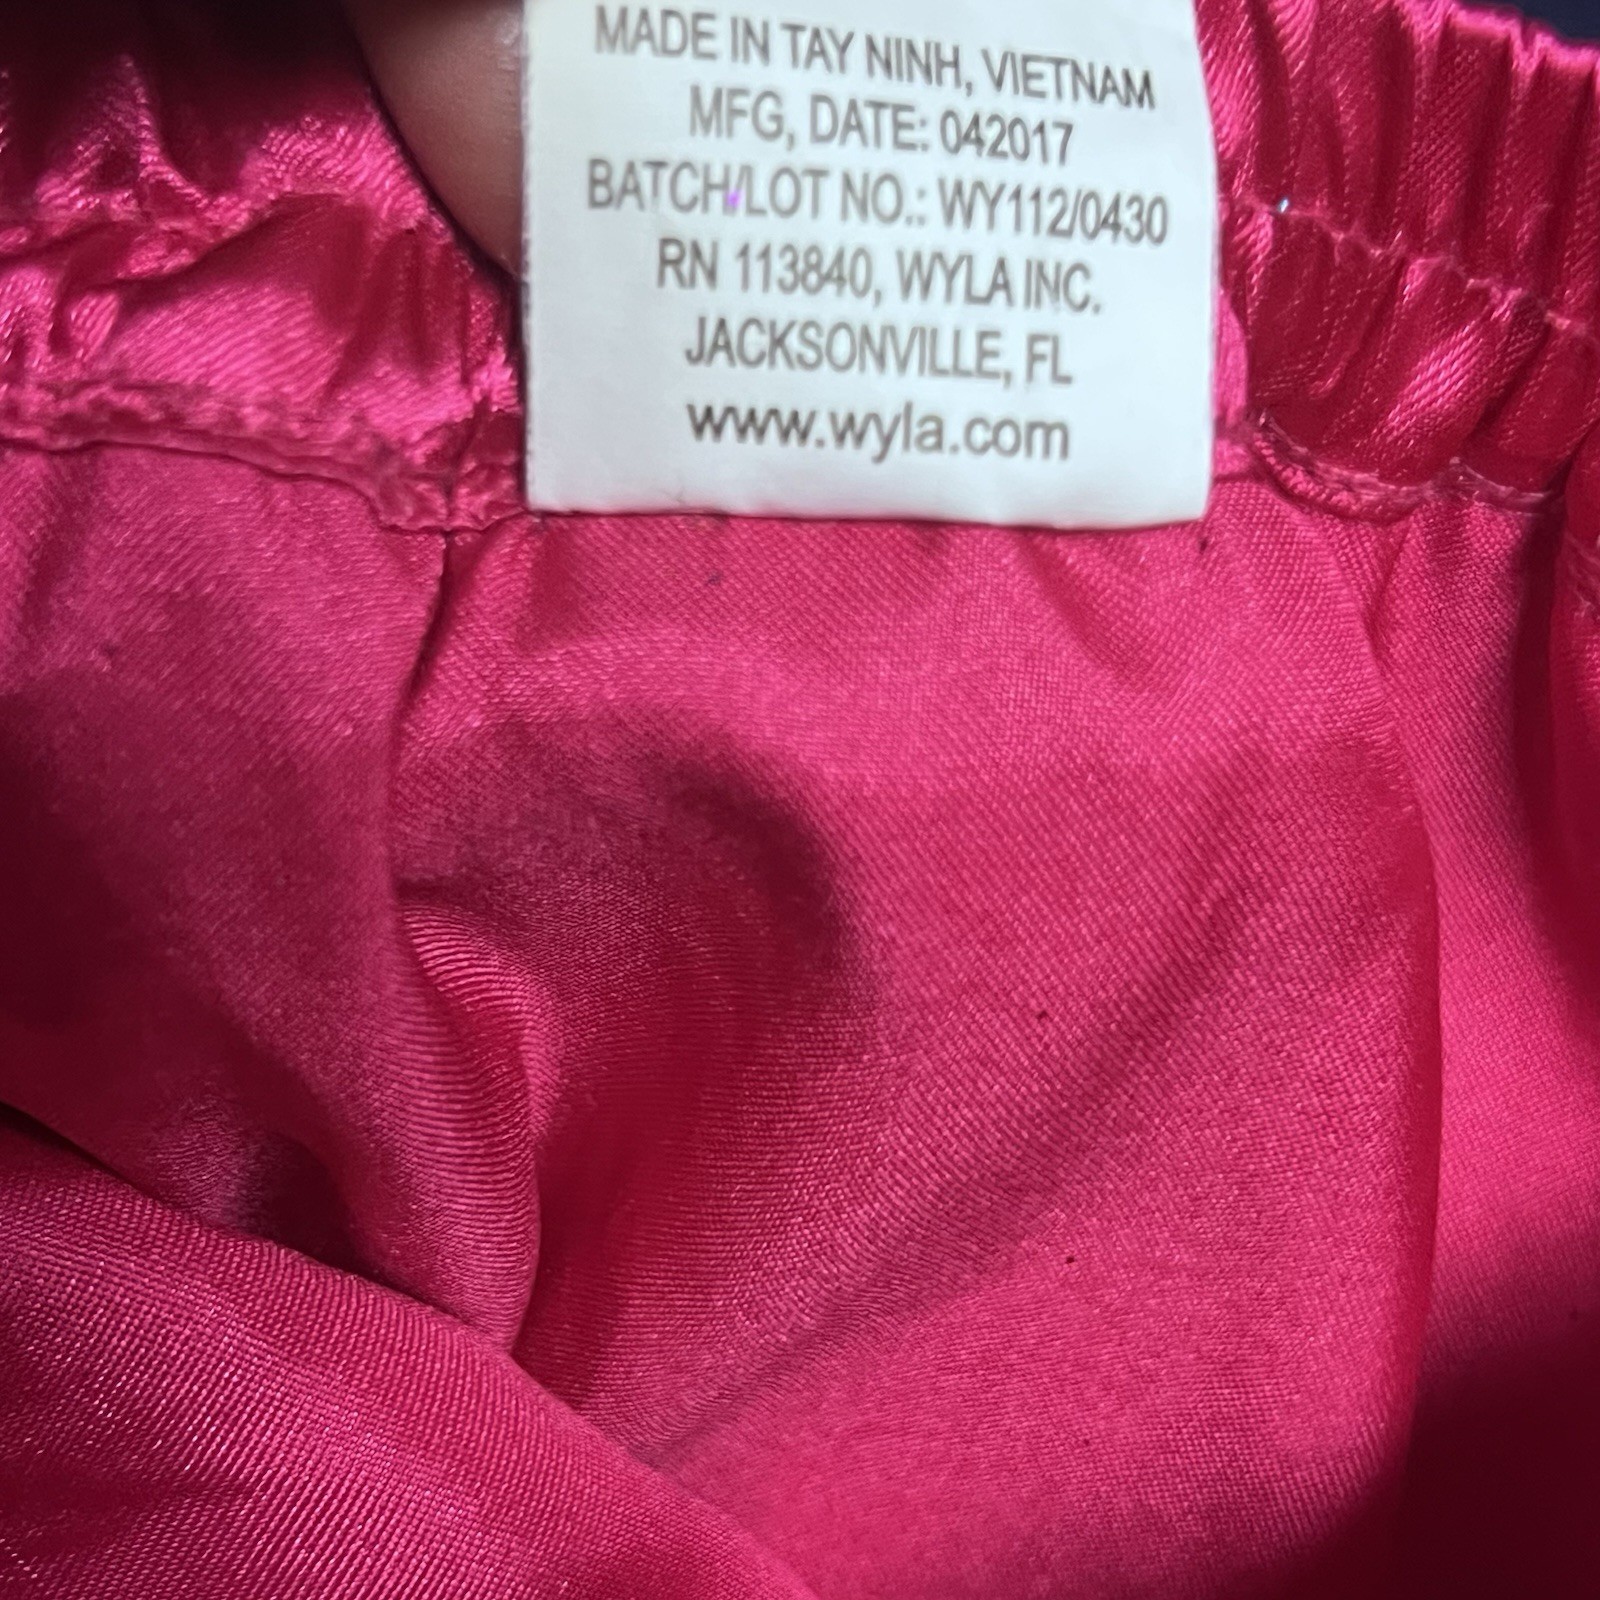 MADE IN TAY NINH, VIETNAM
MFG, DATE: 042017
BATCH/LOT NO.: WY112/0430
RN 113840, WYLA INC.
JACKSONVILLE, FL
www.wyla.com